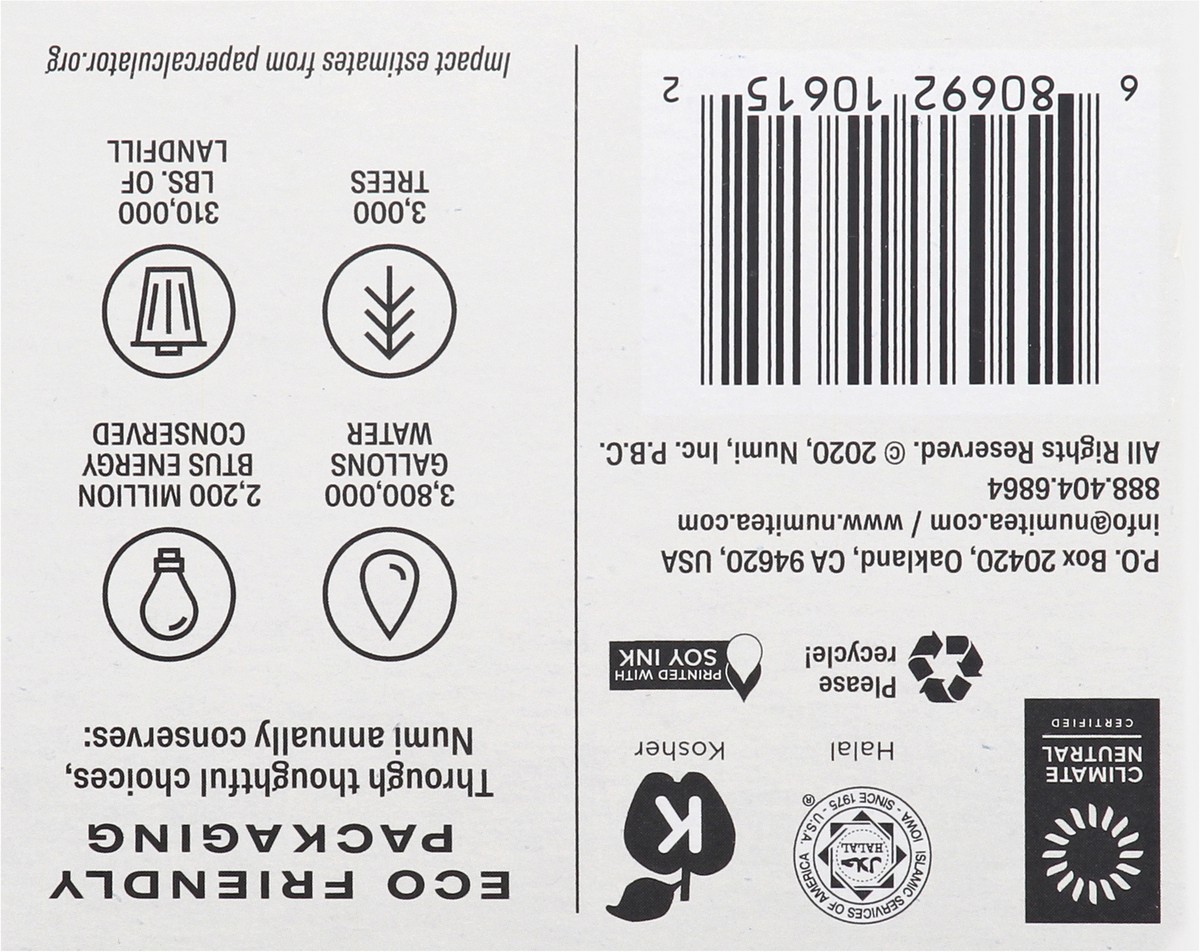 ECO FRIENDLY
PACKAGING
Through thoughtful choices,
Numi annually conserves:
3,800,000
GALLONS
WATER
2,200 MILLION
BTUS ENERGY
CONSERVED
3,000
TREES
310,000
LBS. OF
LANDFILL
Impact estimates from papercalculator.org
CLIMATE
NEUTRAL
CERTIFIED
ISLAMIC SERVICES OF AMERICA
IOWA - SINCE 1975 - U.S.A.
حلال
HALAL
®
Halal
K
Kosher
Please
recycle!
PRINTED WITH
SOY INK
P.O. Box 20420, Oakland, CA 94620, USA
info@numitea.com / www.numitea.com
888.404.6864
All Rights Reserved. © 2020, Numi, Inc. P.B.C.
6 80692 10615 2